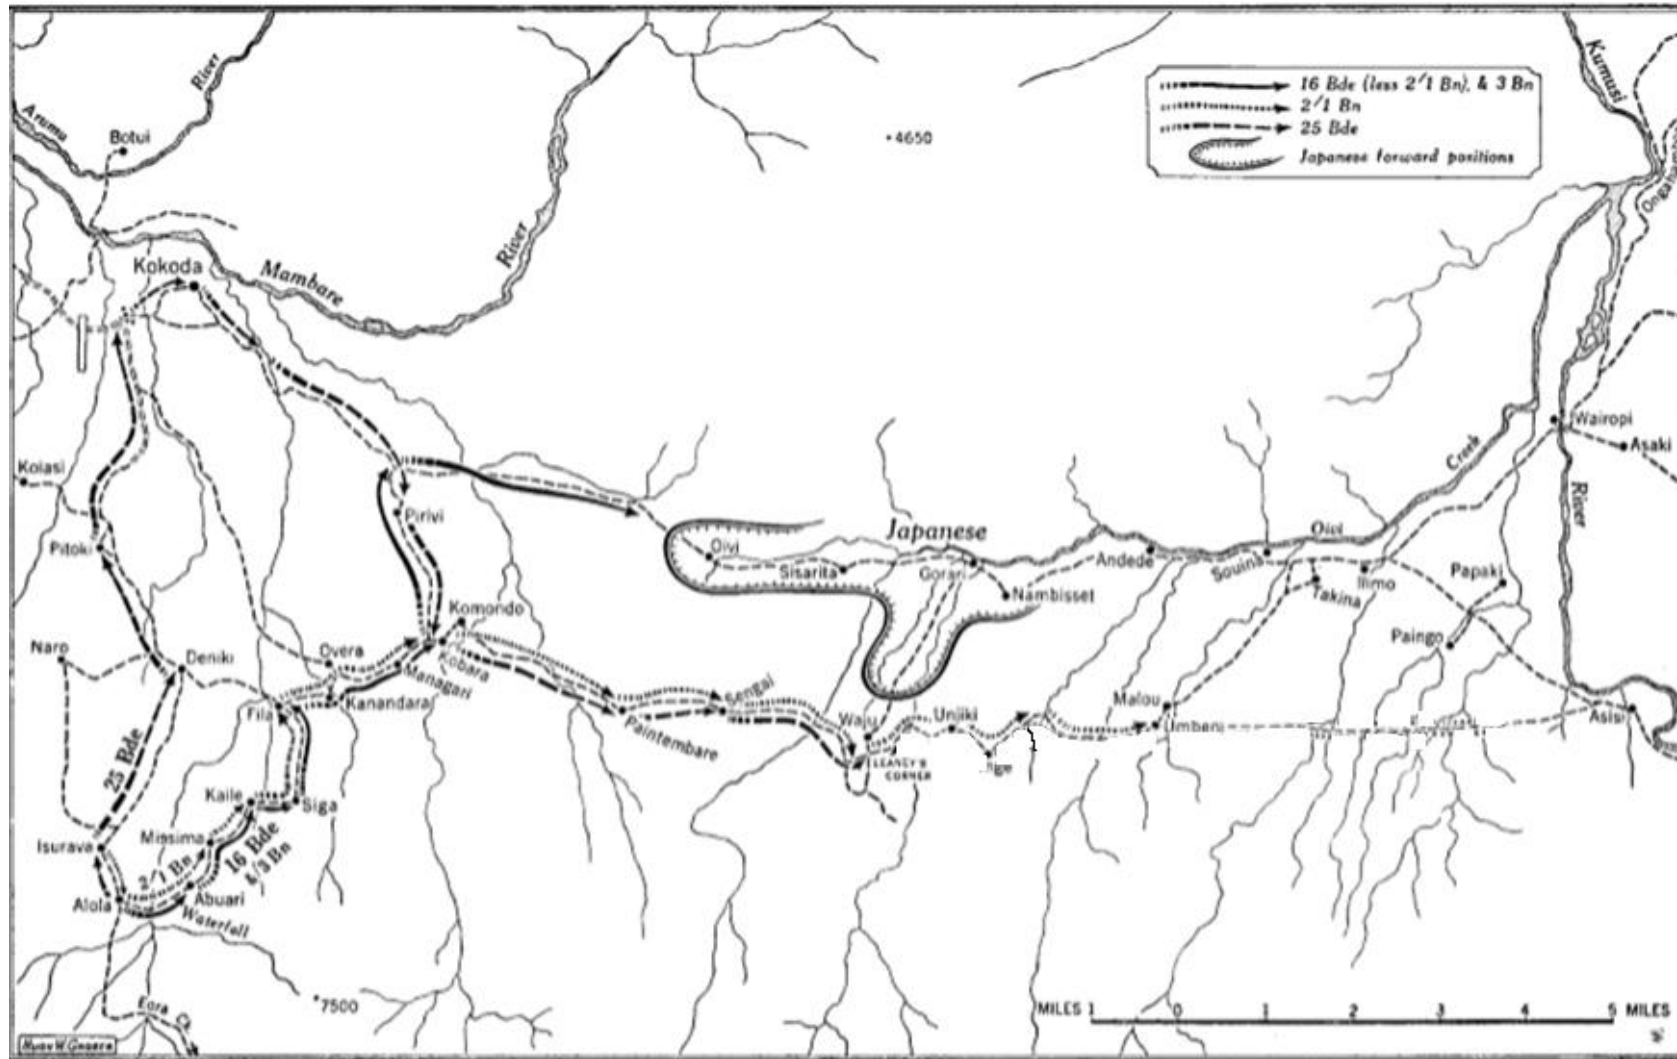 16 Bde (less 2/1 Bn), & 3 Bn
2/1 Bn
25 Bde
Japanese forward positions
Kumusi
River
Arumu
Botui
River
·4650
Kokoda
Mambare
Wairopi
Asaki
Koiasi
Creek
River
Pirivi
Pitoki
Oivi
Japanese
Oivi
Sisarita
Gorari
Andede
Souina
Ilimo
Papaki
Nambisset
Takina
Komondo
Paingo
Naro
Deniki
Overa
Kobara
Managari
Kanandara
Fila
Sengai
Paintembare
Waju
Unjiki
Malou
Umbeni
Asisi
LEANEY'S
CORNER
25 Bde
Kaile
Siga
Isurava
Missima
2/1 Bn
16 Bde
& 3 Bn
Alola
Abuari
Waterfall
7500
Eora Ck
MILES 1 0 1 2 3 4 5 MILES